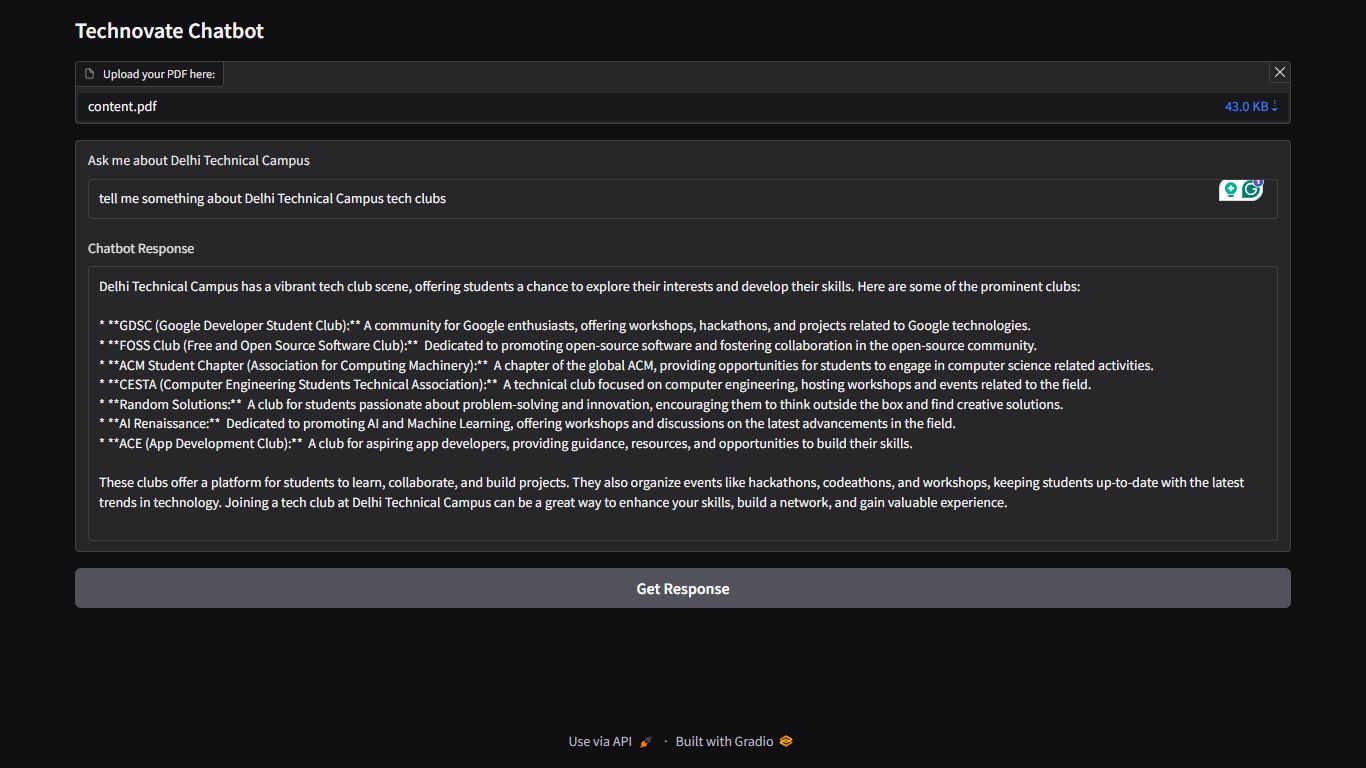 Technovate Chatbot
Upload your PDF here:
content.pdf 43.0 KB ⇣
Ask me about Delhi Technical Campus
tell me something about Delhi Technical Campus tech clubs
Chatbot Response
Delhi Technical Campus has a vibrant tech club scene, offering students a chance to explore their interests and develop their skills. Here are some of the prominent clubs:
* **GDSC (Google Developer Student Club):** A community for Google enthusiasts, offering workshops, hackathons, and projects related to Google technologies.
* **FOSS Club (Free and Open Source Software Club):**  Dedicated to promoting open-source software and fostering collaboration in the open-source community.
* **ACM Student Chapter (Association for Computing Machinery):**  A chapter of the global ACM, providing opportunities for students to engage in computer science related activities.
* **CESTA (Computer Engineering Students Technical Association):**  A technical club focused on computer engineering, hosting workshops and events related to the field.
* **Random Solutions:**  A club for students passionate about problem-solving and innovation, encouraging them to think outside the box and find creative solutions.
* **AI Renaissance:**  Dedicated to promoting AI and Machine Learning, offering workshops and discussions on the latest advancements in the field.
* **ACE (App Development Club):**  A club for aspiring app developers, providing guidance, resources, and opportunities to build their skills.
These clubs offer a platform for students to learn, collaborate, and build projects. They also organize events like hackathons, codeathons, and workshops, keeping students up-to-date with the latest
trends in technology. Joining a tech club at Delhi Technical Campus can be a great way to enhance your skills, build a network, and gain valuable experience.
Get Response
Use via API · Built with Gradio